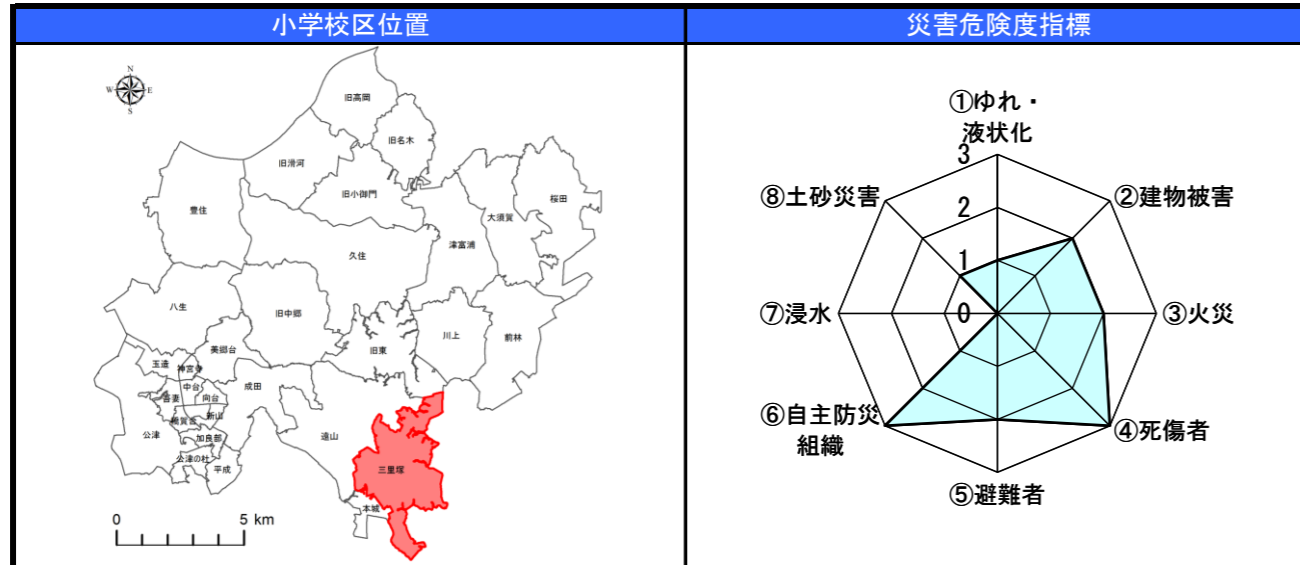 小学校区位置
災害危険度指標
N
W
E
S
旧高岡
旧名木
旧滑河
旧小御門
桜田
大須賀
豊住
津富浦
久住
八生
旧中郷
川上
前林
旧東
美郷台
玉造
神宮寺
成田
中台
吾妻
向台
橋賀台
新山
公津
加良部
遠山
公津の杜
平成
三里塚
本城
0
5 km
①ゆれ・
液状化
3
⑧土砂災害
②建物被害
2
1
⑦浸水
0
③火災
⑥自主防災
組織
④死傷者
⑤避難者